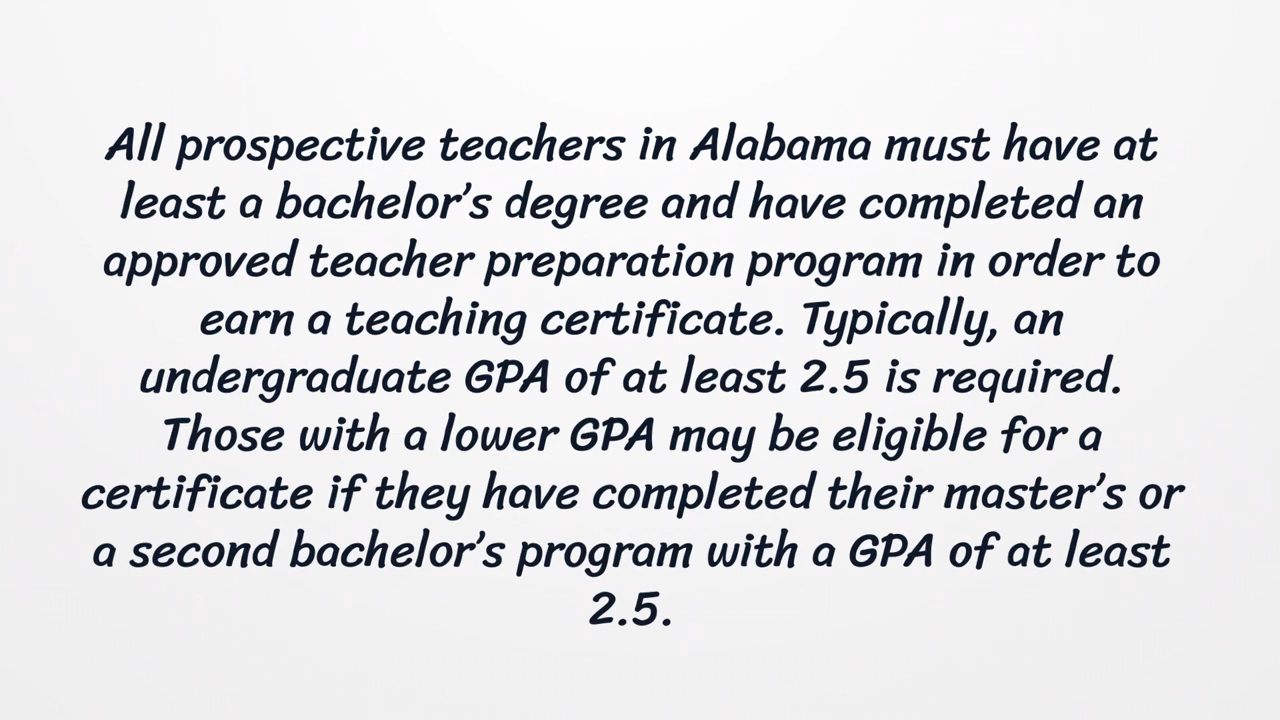 All prospective teachers in Alabama must have at
least a bachelor’s degree and have completed an
approved teacher preparation program in order to
earn a teaching certificate. Typically, an
undergraduate GPA of at least 2.5 is required.
Those with a lower GPA may be eligible for a
certificate if they have completed their master’s or
a second bachelor’s program with a GPA of at least
2.5.